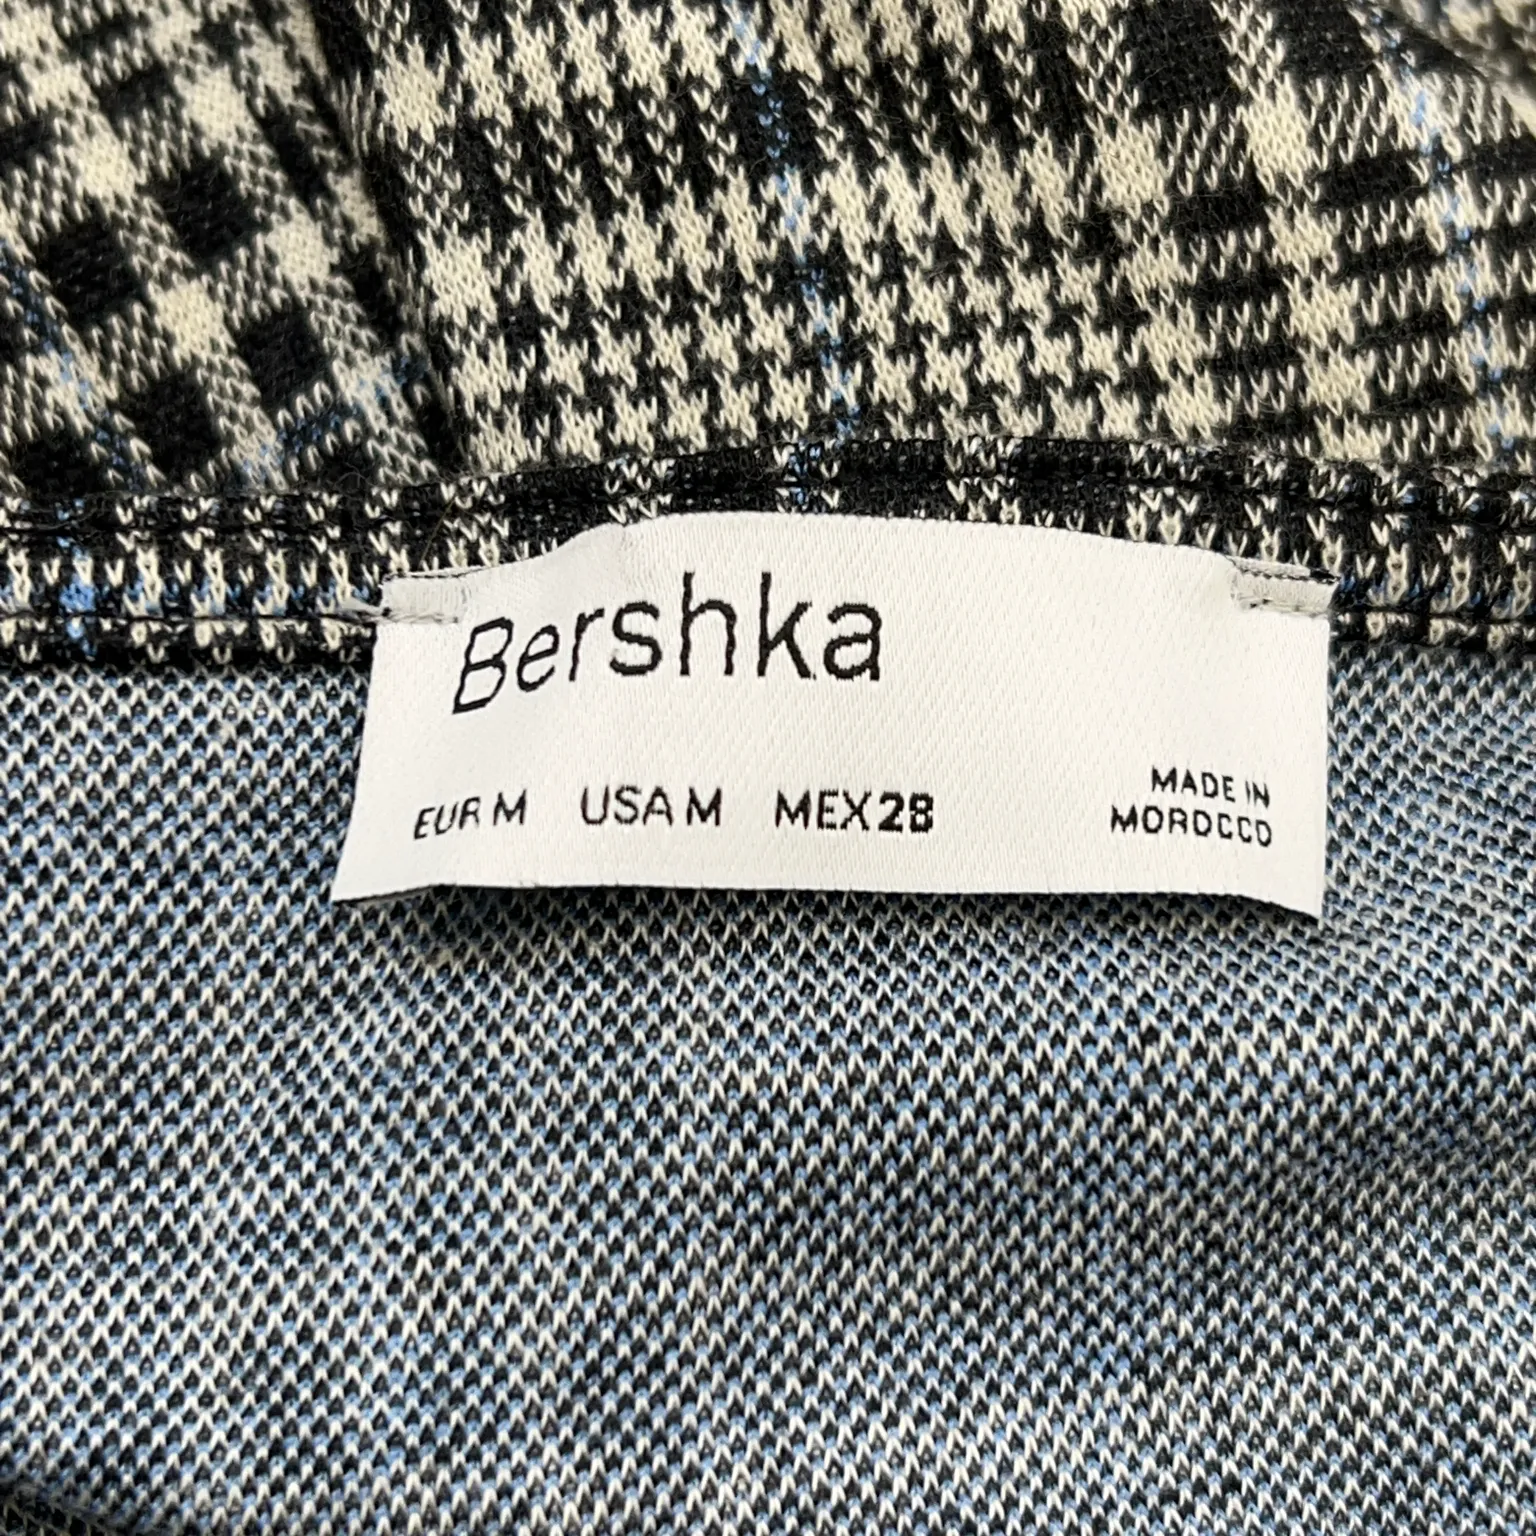 Bershka
EUR M USA M MEX 28
MADE IN
MOROCCO